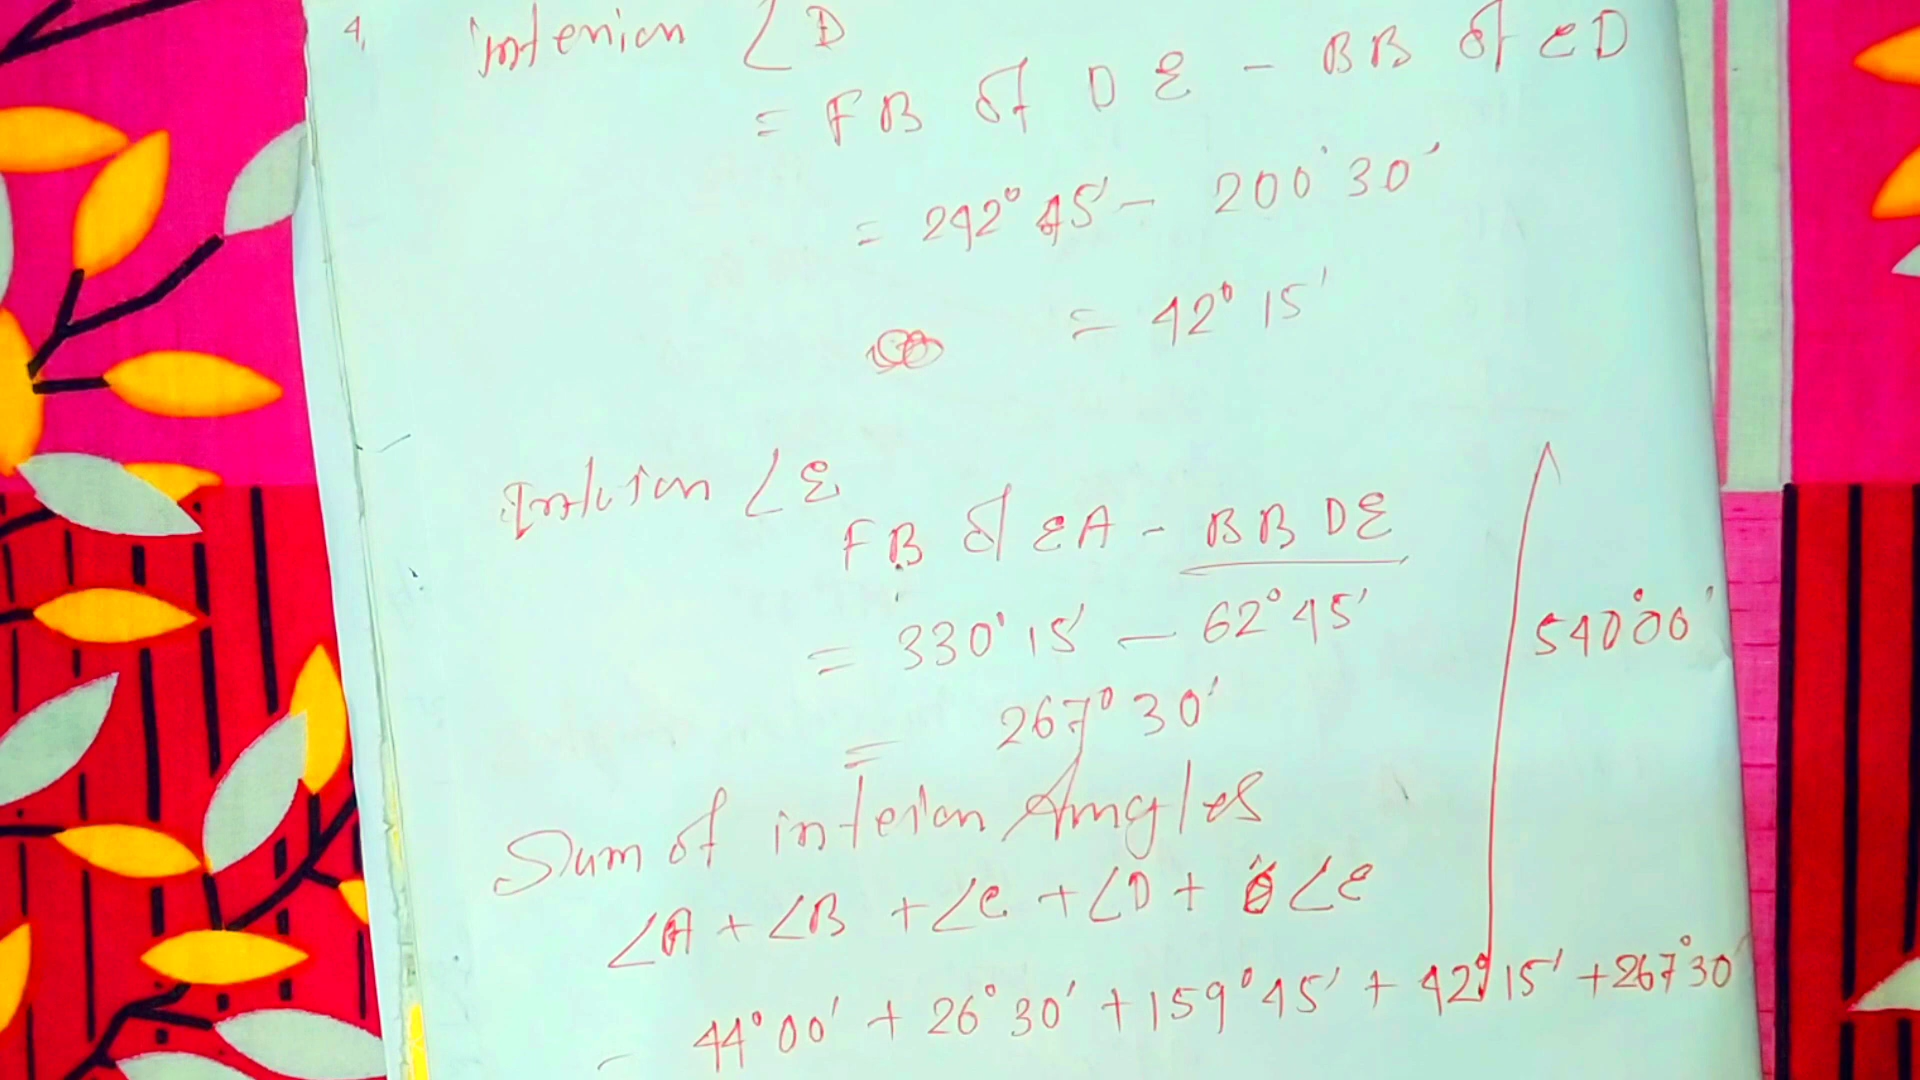 4,
Interior ∠D
= FB of DE - BB of CD
= 242° 45' - 200° 30'
= 42° 15'
Interior ∠E
FB of EA - BB DE
= 330° 15' - 62° 45'
= 267° 30'
540° 00'
Sum of interior Angles
∠A + ∠B + ∠C + ∠D + ∠E
= 44° 00' + 26° 30' + 159° 45' + 42° 15' + 267° 30'